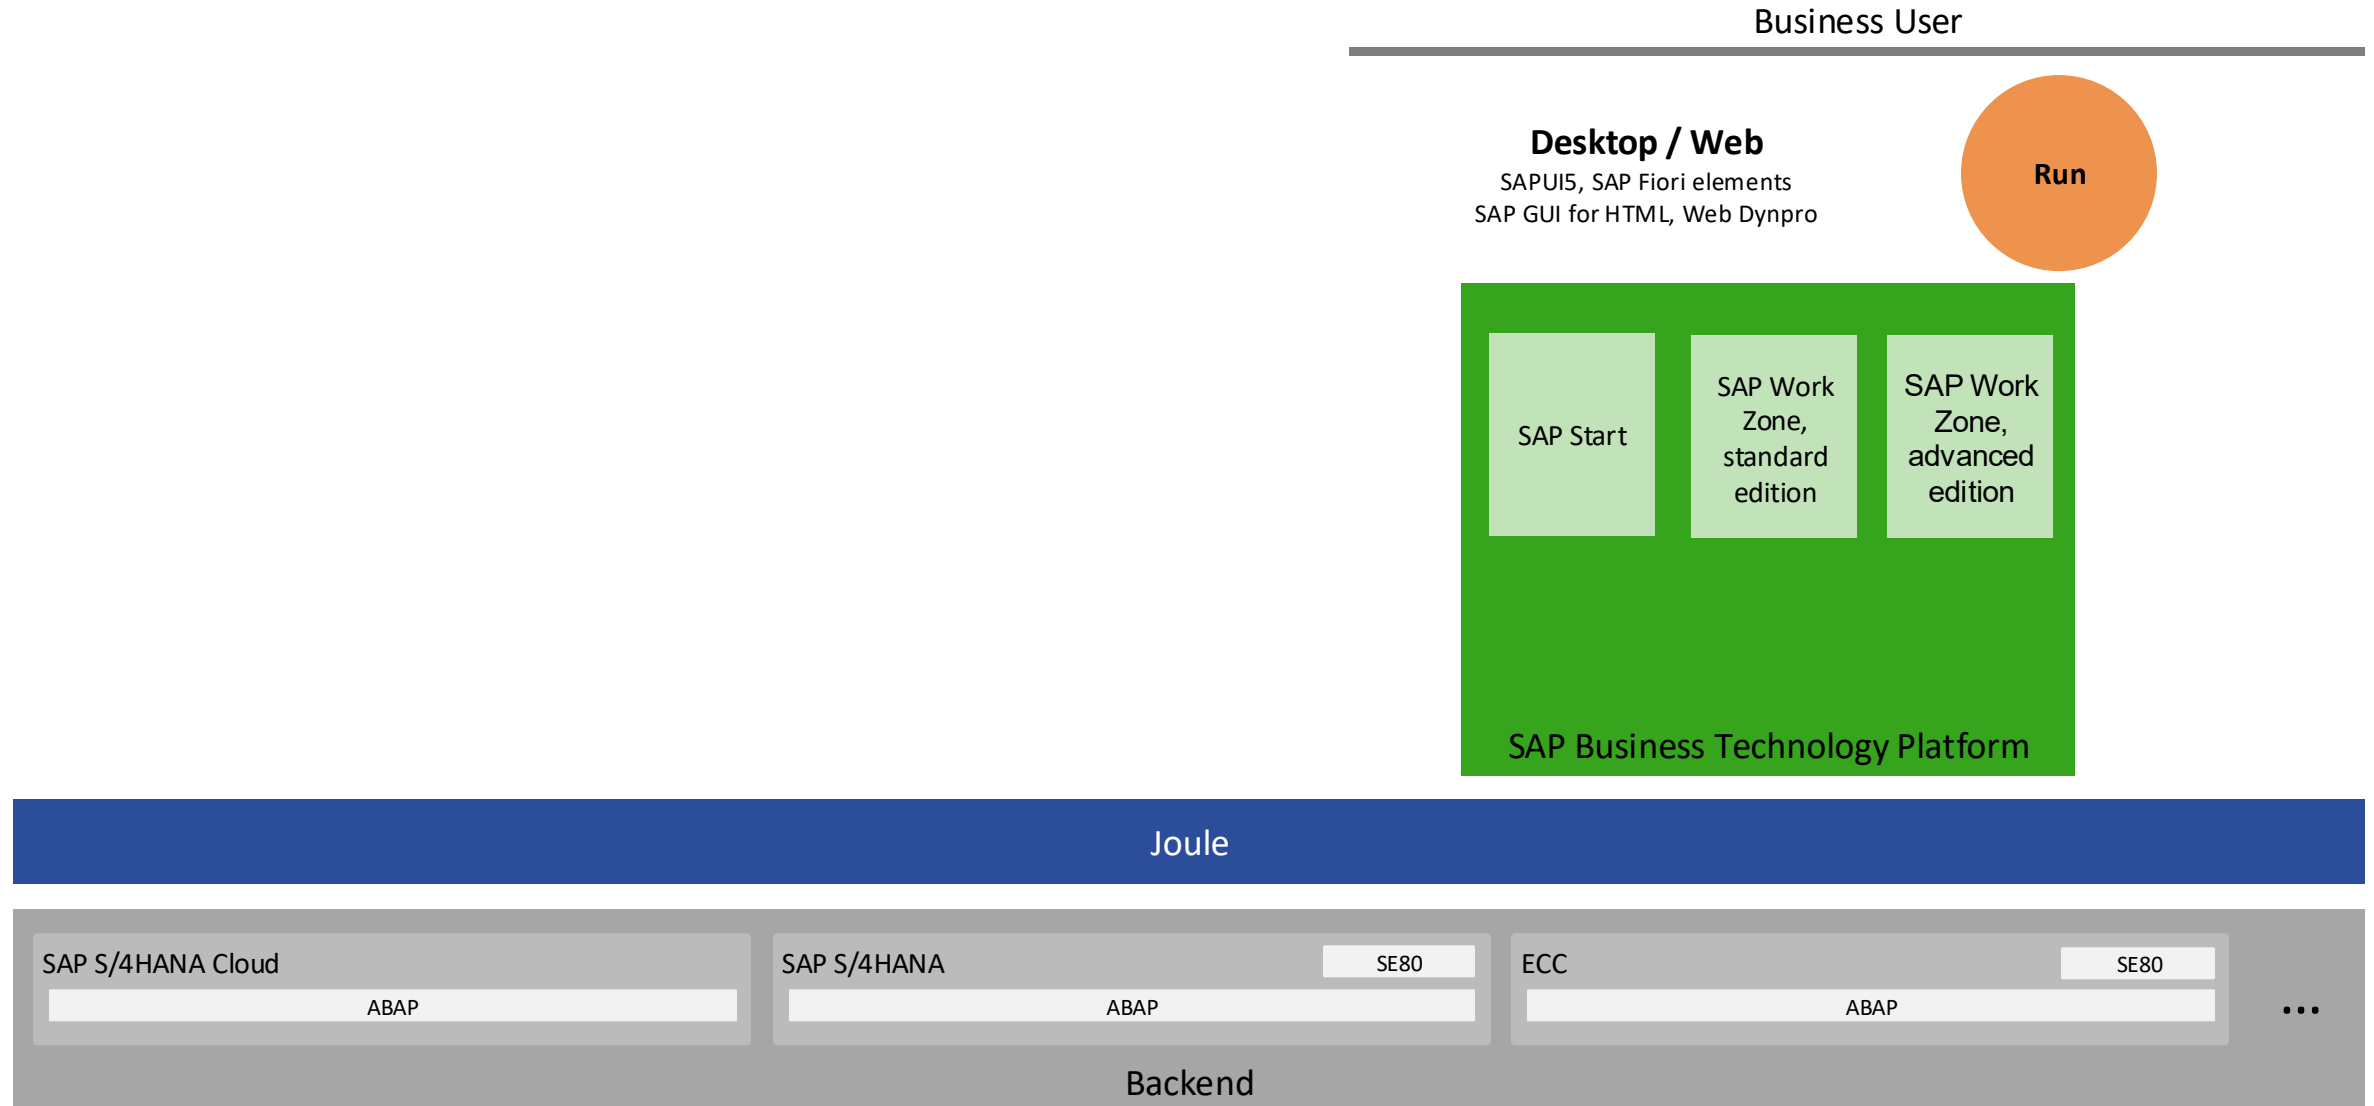 Business User
Desktop / Web
SAPUI5, SAP Fiori elements
SAP GUI for HTML, Web Dynpro
Run
SAP Start
SAP Work
Zone,
standard
edition
SAP Work
Zone,
advanced
edition
SAP Business Technology Platform
Joule
SAP S/4HANA Cloud
ABAP
SAP S/4HANA
SE80
ABAP
ECC
SE80
ABAP
...
Backend